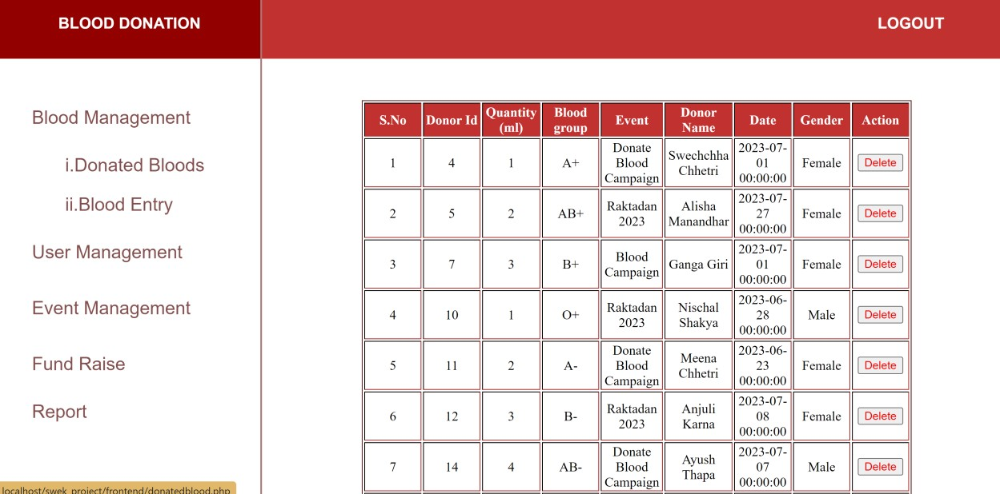 BLOOD DONATION
LOGOUT
Blood Management
i.Donated Bloods
ii.Blood Entry
User Management
Event Management
Fund Raise
Report
S.No Donor Id Quantity (ml) Blood group Event Donor Name Date Gender Action
1 4 1 A+ Donate Blood Campaign Swechchha Chhetri 2023-07-01 00:00:00 Female Delete
2 5 2 AB+ Raktadan 2023 Alisha Manandhar 2023-07-27 00:00:00 Female Delete
3 7 3 B+ Blood Campaign Ganga Giri 2023-07-01 00:00:00 Female Delete
4 10 1 O+ Raktadan 2023 Nischal Shakya 2023-06-28 00:00:00 Male Delete
5 11 2 A- Donate Blood Campaign Meena Chhetri 2023-06-23 00:00:00 Female Delete
6 12 3 B- Raktadan 2023 Anjuli Karna 2023-07-08 00:00:00 Female Delete
7 14 4 AB- Donate Blood Campaign Ayush Thapa 2023-07-07 00:00:00 Male Delete
localhost/swek_project/frontend/donatedblood.php